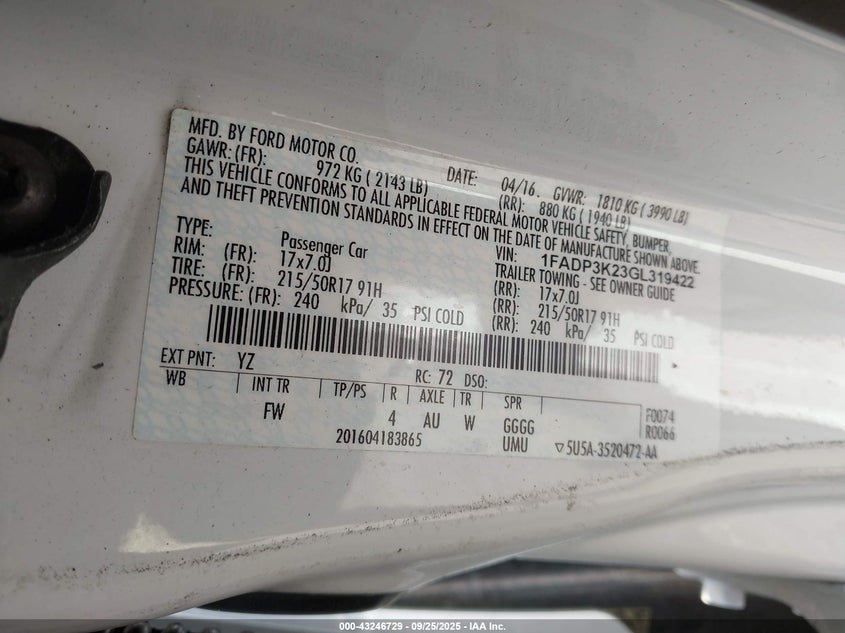 MFD. BY FORD MOTOR CO.
DATE: 04/16 GVWR: 1810 KG ( 3990 LB)
GAWR: (FR): 972 KG ( 2143 LB) (RR): 880 KG ( 1940 LB)
THIS VEHICLE CONFORMS TO ALL APPLICABLE FEDERAL MOTOR VEHICLE SAFETY, BUMPER,
AND THEFT PREVENTION STANDARDS IN EFFECT ON THE DATE OF MANUFACTURE SHOWN ABOVE.
VIN: 1FADP3K23GL319422
TYPE: Passenger Car TRAILER TOWING - SEE OWNER GUIDE
RIM: (FR): 17x7.0J (RR): 17x7.0J
TIRE: (FR): 215/50R17 91H (RR): 215/50R17 91H
PRESSURE: (FR): 240 kPa/ 35 PSI COLD (RR): 240 kPa/ 35 PSI COLD
EXT PNT: YZ RC: 72 DSO:
WB INT TR TP/PS R AXLE TR SPR
FW 4 AU W GGGG
UMU
F0074
R0066
201604183865
▽5U5A-3520472-AA
000-43246729 - 09/25/2025 - IAA Inc.